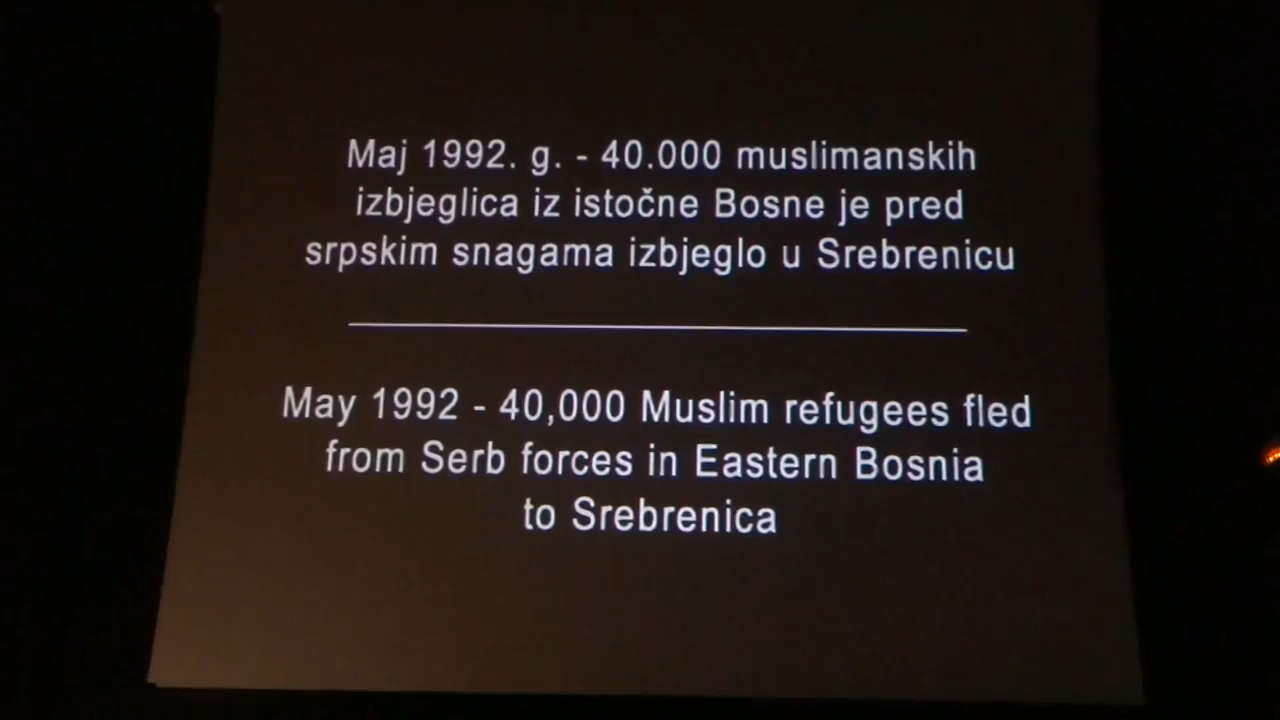 Maj 1992. g. - 40.000 muslimanskih
izbjeglica iz istočne Bosne je pred
srpskim snagama izbjeglo u Srebrenicu
May 1992 - 40,000 Muslim refugees fled
from Serb forces in Eastern Bosnia
to Srebrenica